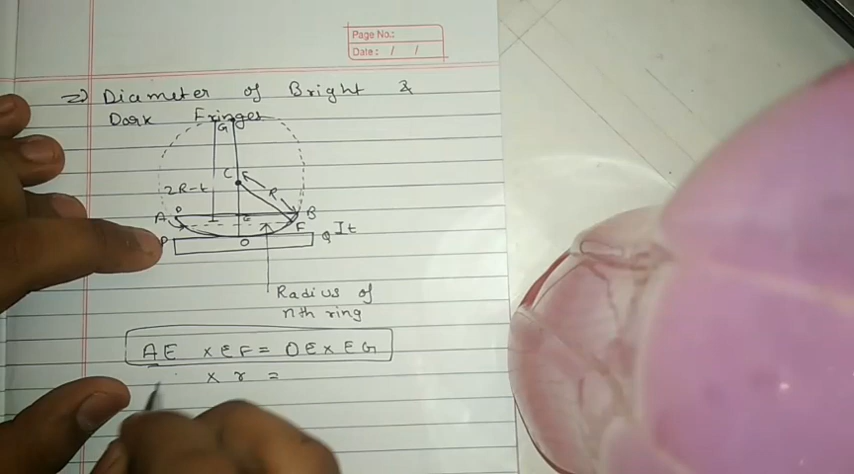 Page No.:
Date: / /
=> Diameter of Bright &
Dark Fringes
G
C
R
2R-t
A
B
E
F
It
P
O
Q
Radius of
nth ring
AE × EF = OE × EG
× r =